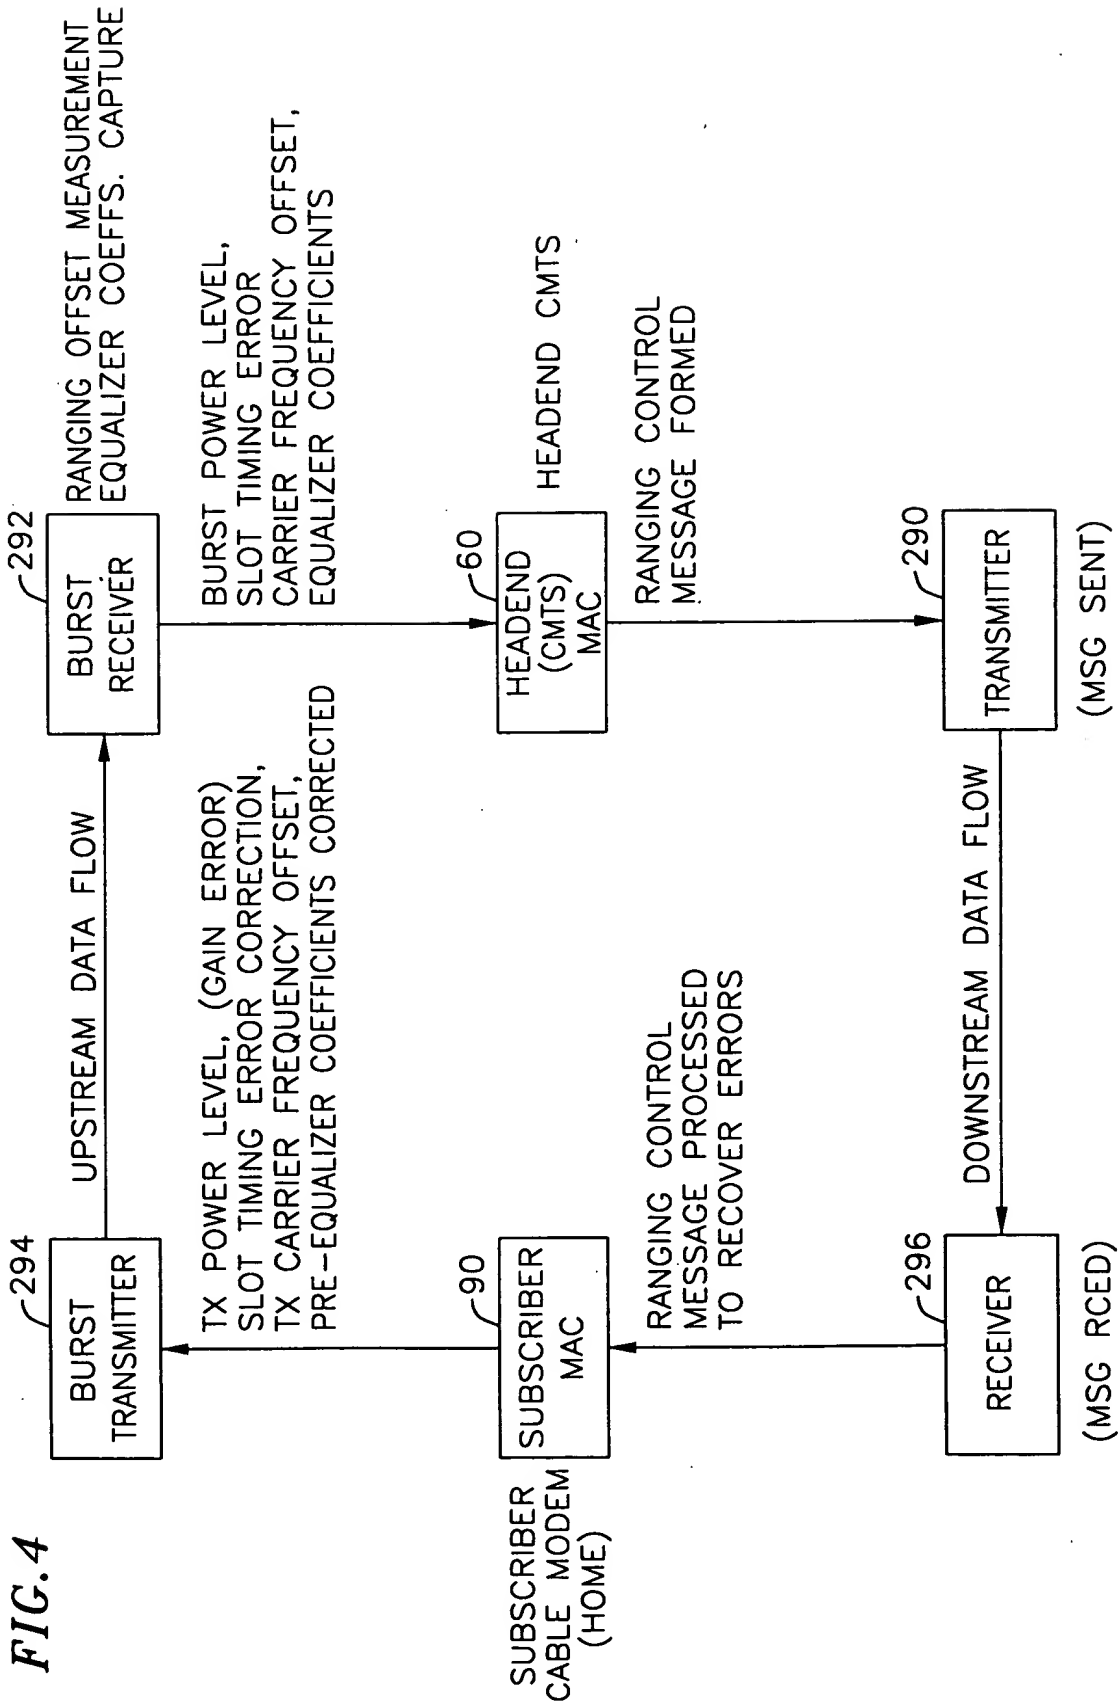 FIG.4
294
BURST
TRANSMITTER
UPSTREAM DATA FLOW
292
BURST
RECEIVER
RANGING OFFSET MEASUREMENT
EQUALIZER COEFFS. CAPTURE
TX POWER LEVEL, (GAIN ERROR)
SLOT TIMING ERROR CORRECTION,
TX CARRIER FREQUENCY OFFSET,
PRE-EQUALIZER COEFFICIENTS CORRECTED
BURST POWER LEVEL,
SLOT TIMING ERROR
CARRIER FREQUENCY OFFSET,
EQUALIZER COEFFICIENTS
SUBSCRIBER
CABLE MODEM
(HOME)
90
SUBSCRIBER
MAC
60
HEADEND
(CMTS)
MAC
HEADEND CMTS
RANGING CONTROL
MESSAGE PROCESSED
TO RECOVER ERRORS
RANGING CONTROL
MESSAGE FORMED
296
RECEIVER
(MSG RCED)
DOWNSTREAM DATA FLOW
290
TRANSMITTER
(MSG SENT)